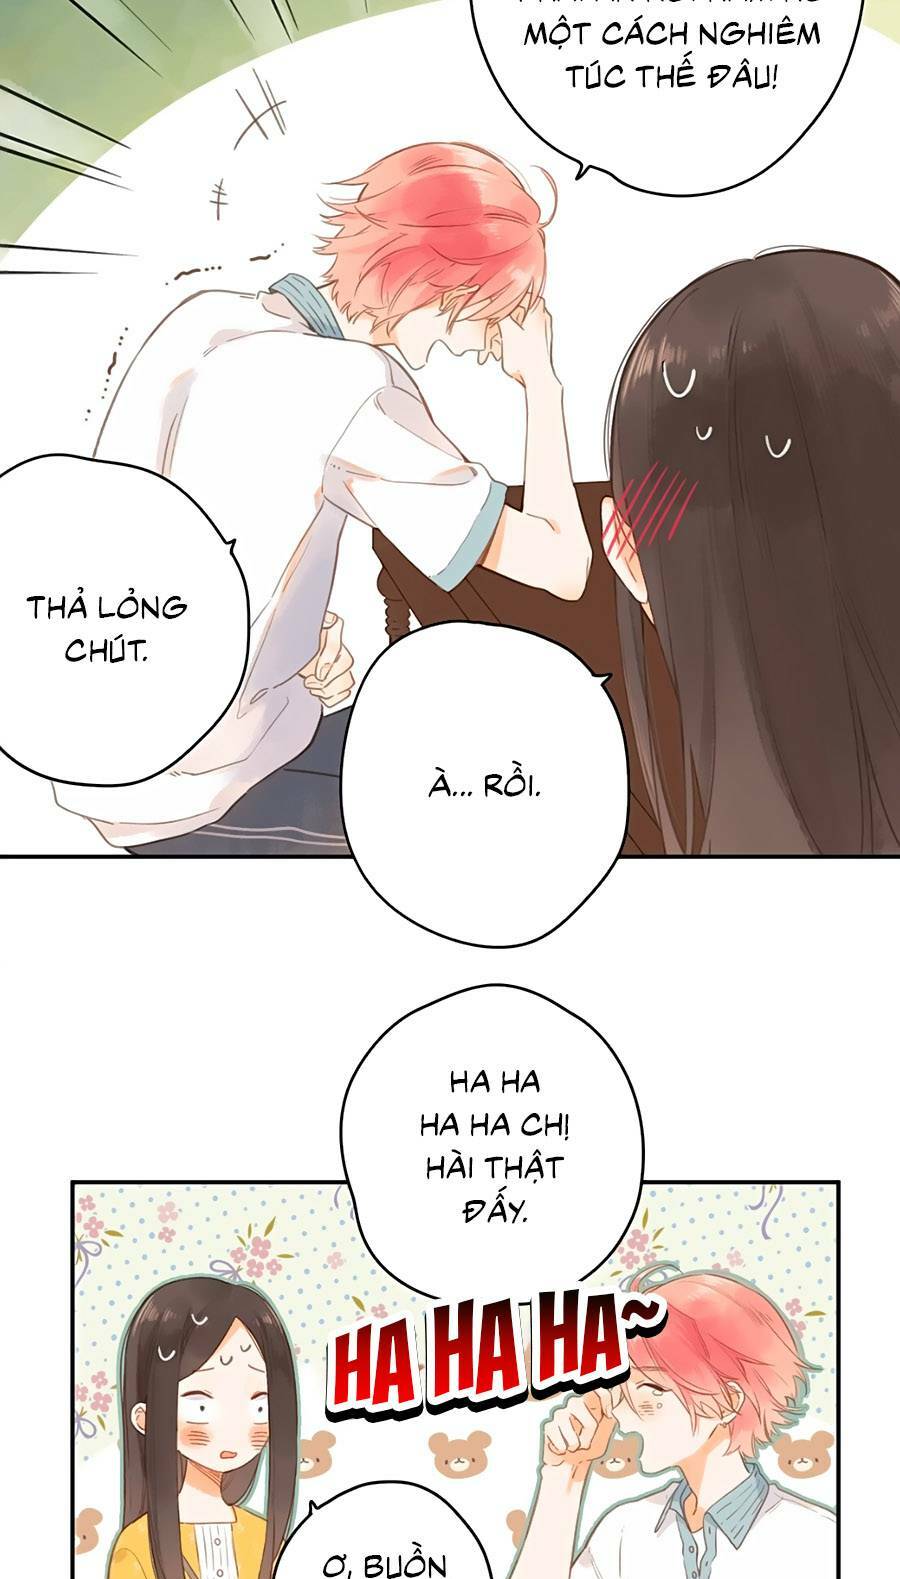 MỘT CÁCH NGHIÊM
TÚC THẾ ĐÂU!
THẢ LỎNG
CHÚT.
À... RỒI.
HA HA
HA HA CHỊ
HÀI THẬT
ĐẤY.
HA HA HA~
Ơ, BUỒN